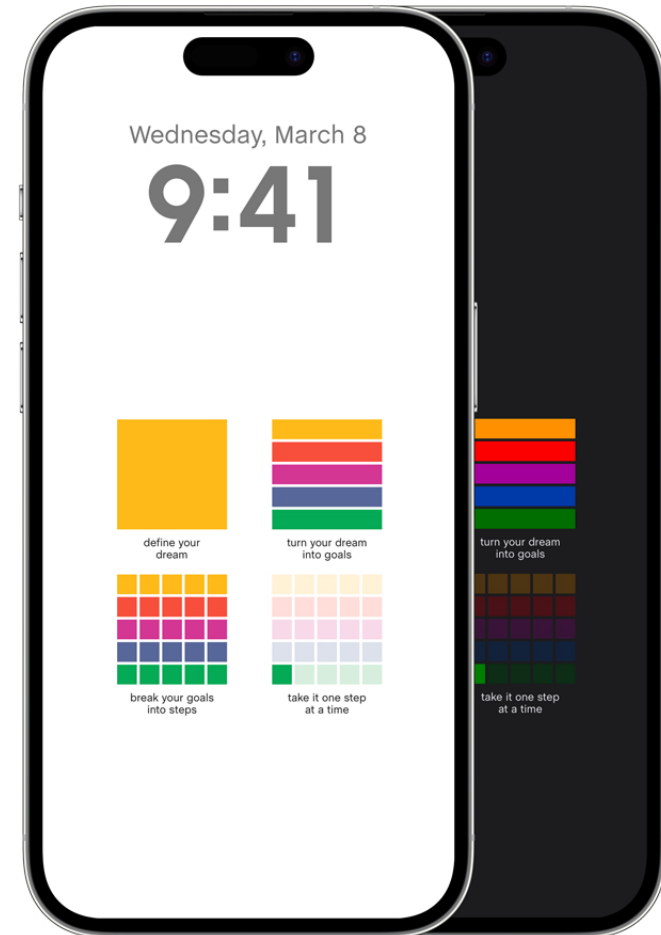 Wednesday, March 8
9:41
define your
dream
turn your dream
into goals
break your goals
into steps
take it one step
at a time
turn your dream
into goals
take it one step
at a time